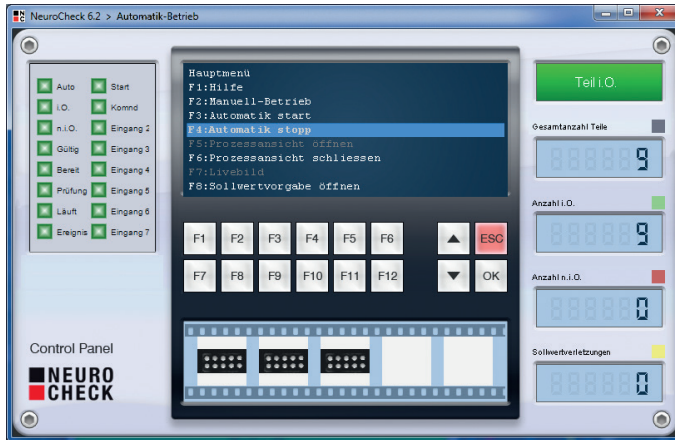 NeuroCheck 6.2 > Automatik-Betrieb
Auto
Start
i.O.
Komnd
n.i.O.
Eingang 2
Gültig
Eingang 3
Bereit
Eingang 4
Prüfung
Eingang 5
Läuft
Eingang 6
Ereignis
Eingang 7
Hauptmenü
F1:Hilfe
F2:Manuell-Betrieb
F3:Automatik start
F4:Automatik stopp
F5:Prozessansicht öffnen
F6:Prozessansicht schliessen
F7:Livebild
F8:Sollwertvorgabe öffnen
F1 F2 F3 F4 F5 F6 ESC
F7 F8 F9 F10 F11 F12 OK
Teil i.O.
Gesamtanzahl Teile
9
Anzahl i.O.
9
Anzahl n.i.O.
0
Sollwertverletzungen
0
Control Panel
NEURO
CHECK